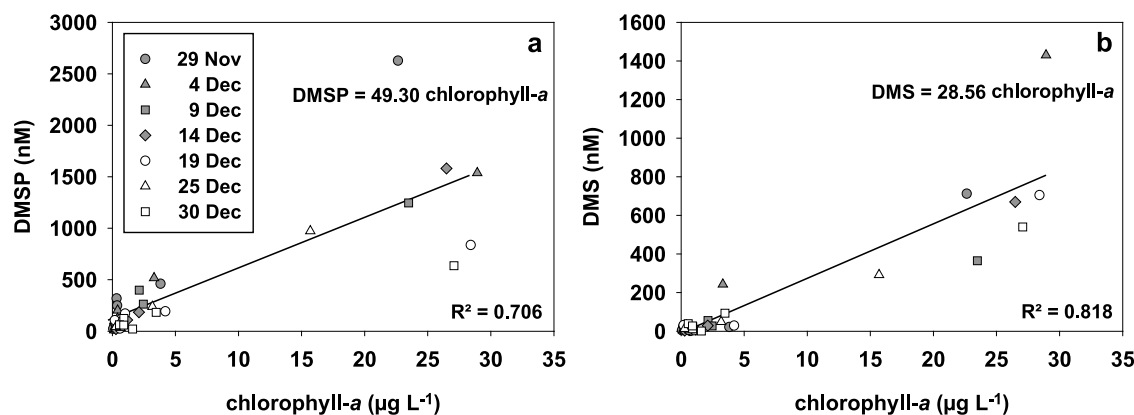 a
29 Nov
4 Dec
9 Dec
14 Dec
19 Dec
25 Dec
30 Dec
DMSP = 49.30 chlorophyll-a
R² = 0.706
DMSP (nM)
3000
2500
2000
1500
1000
500
0
0 5 10 15 20 25 30 35
chlorophyll-a (µg L⁻¹)
b
DMS = 28.56 chlorophyll-a
R² = 0.818
DMS (nM)
1600
1400
1200
1000
800
600
400
200
0
0 5 10 15 20 25 30 35
chlorophyll-a (µg L⁻¹)